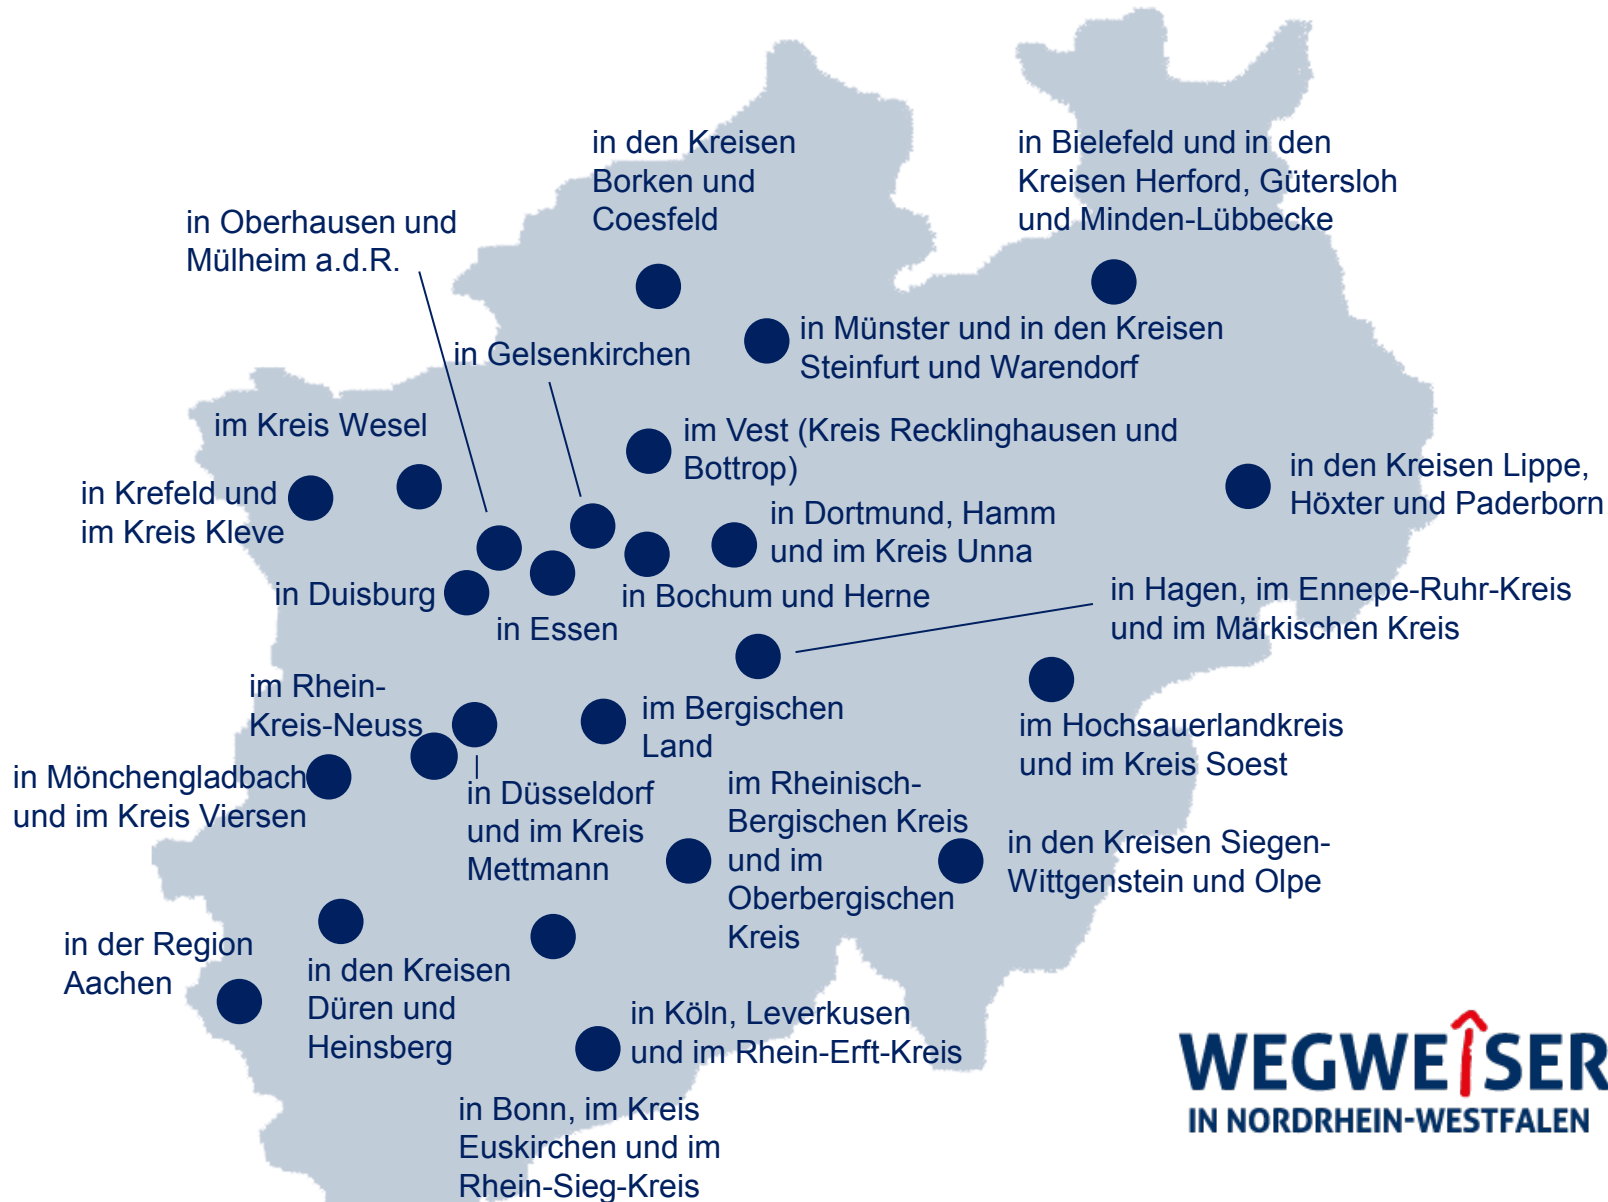 in den Kreisen
Borken und
Coesfeld
in Bielefeld und in den
Kreisen Herford, Gütersloh
und Minden-Lübbecke
in Oberhausen und
Mülheim a.d.R.
in Münster und in den Kreisen
Steinfurt und Warendorf
in Gelsenkirchen
im Kreis Wesel
im Vest (Kreis Recklinghausen und
Bottrop)
in den Kreisen Lippe,
Höxter und Paderborn
in Krefeld und
im Kreis Kleve
in Dortmund, Hamm
und im Kreis Unna
in Duisburg
in Essen
in Bochum und Herne
in Hagen, im Ennepe-Ruhr-Kreis
und im Märkischen Kreis
im Rhein-
Kreis-Neuss
im Bergischen
Land
im Hochsauerlandkreis
und im Kreis Soest
in Mönchengladbach
und im Kreis Viersen
in Düsseldorf
und im Kreis
Mettmann
im Rheinisch-
Bergischen Kreis
und im
Oberbergischen
Kreis
in den Kreisen Siegen-
Wittgenstein und Olpe
in der Region
Aachen
in den Kreisen
Düren und
Heinsberg
in Köln, Leverkusen
und im Rhein-Erft-Kreis
in Bonn, im Kreis
Euskirchen und im
Rhein-Sieg-Kreis
WEGWEISER
IN NORDRHEIN-WESTFALEN